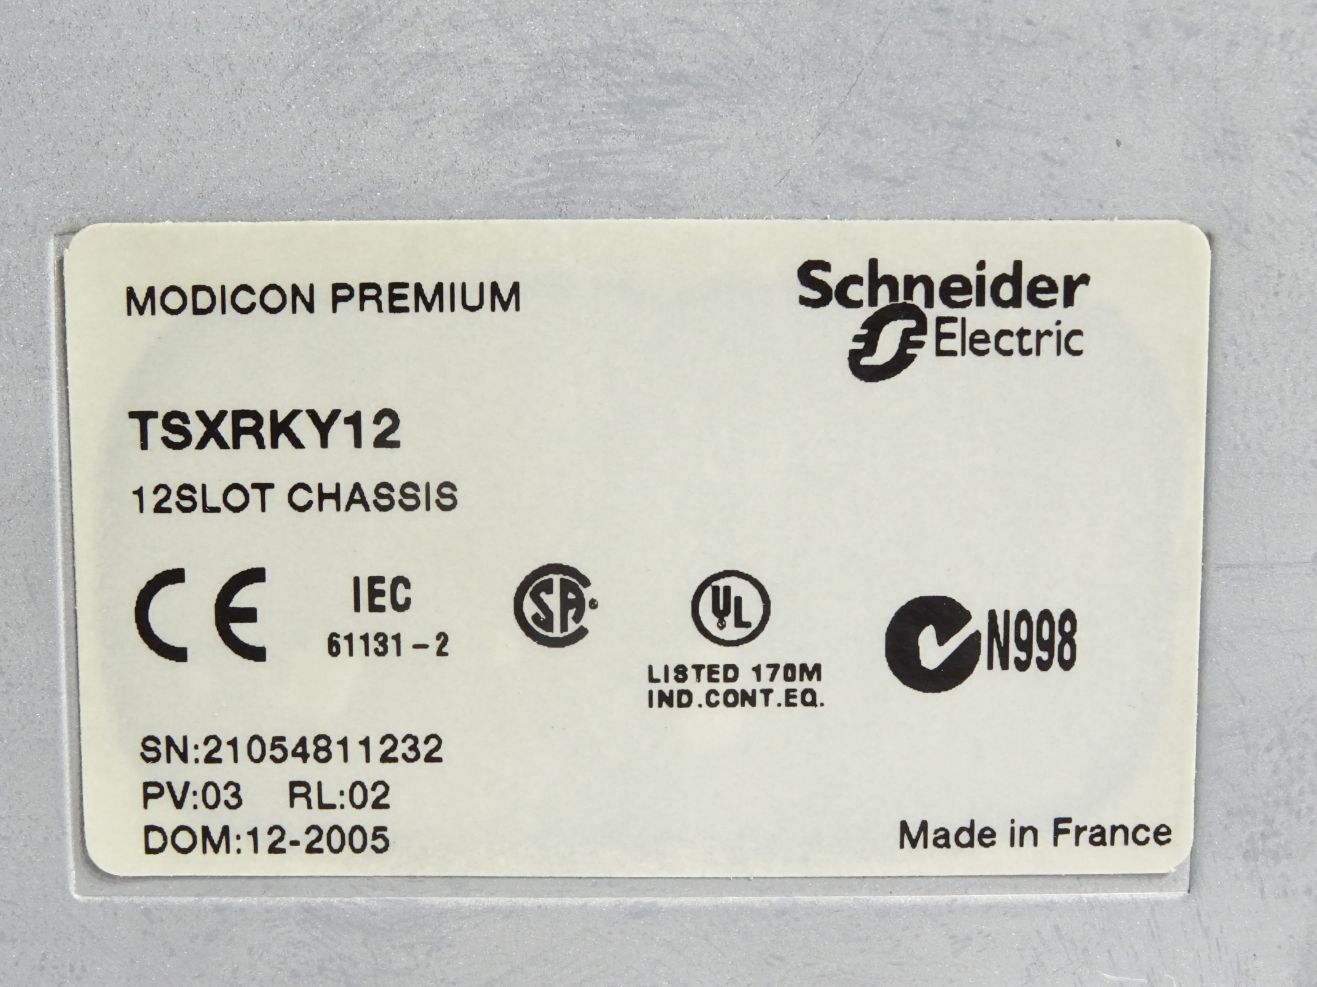 MODICON PREMIUM
Schneider
Electric
TSXRKY12
12SLOT CHASSIS
CE
IEC
61131-2
SA
UL
LISTED 170M
IND.CONT.EQ.
N998
SN:21054811232
PV:03 RL:02
DOM:12-2005
Made in France